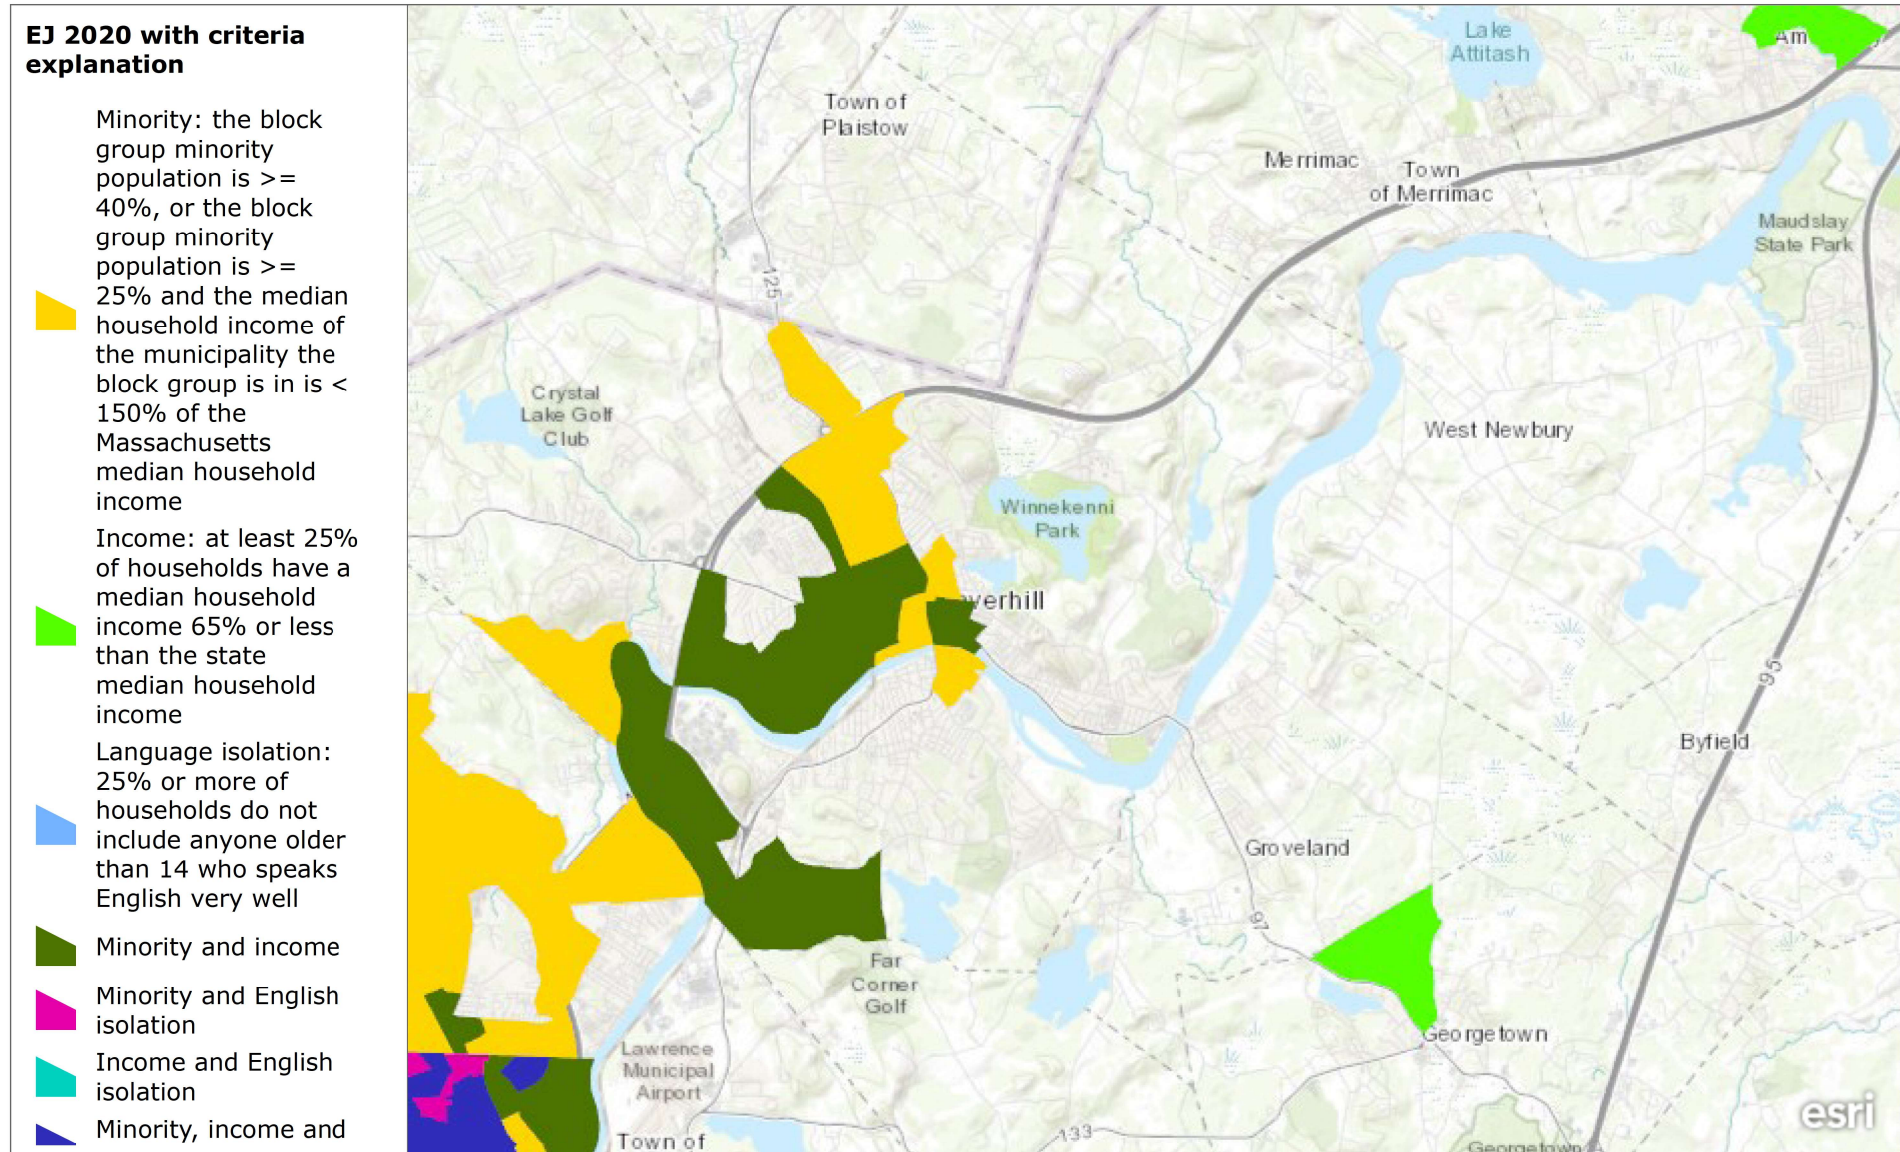 EJ 2020 with criteria
explanation
Minority: the block
group minority
population is >=
40%, or the block
group minority
population is >=
25% and the median
household income of
the municipality the
block group is in is <
150% of the
Massachusetts
median household
income
Income: at least 25%
of households have a
median household
income 65% or less
than the state
median household
income
Language isolation:
25% or more of
households do not
include anyone older
than 14 who speaks
English very well
Minority and income
Minority and English
isolation
Income and English
isolation
Minority, income and
Lake
Attitash
Am
Town of
Plaistow
Merrimac
Town
of Merrimac
Maudslay
State Park
125
Crystal
Lake Golf
Club
West Newbury
Winnekenni
Park
verhill
95
Byfield
Groveland
97
Far
Corner
Golf
Georgetown
Lawrence
Municipal
Airport
133
Town of
Georgetown
esri